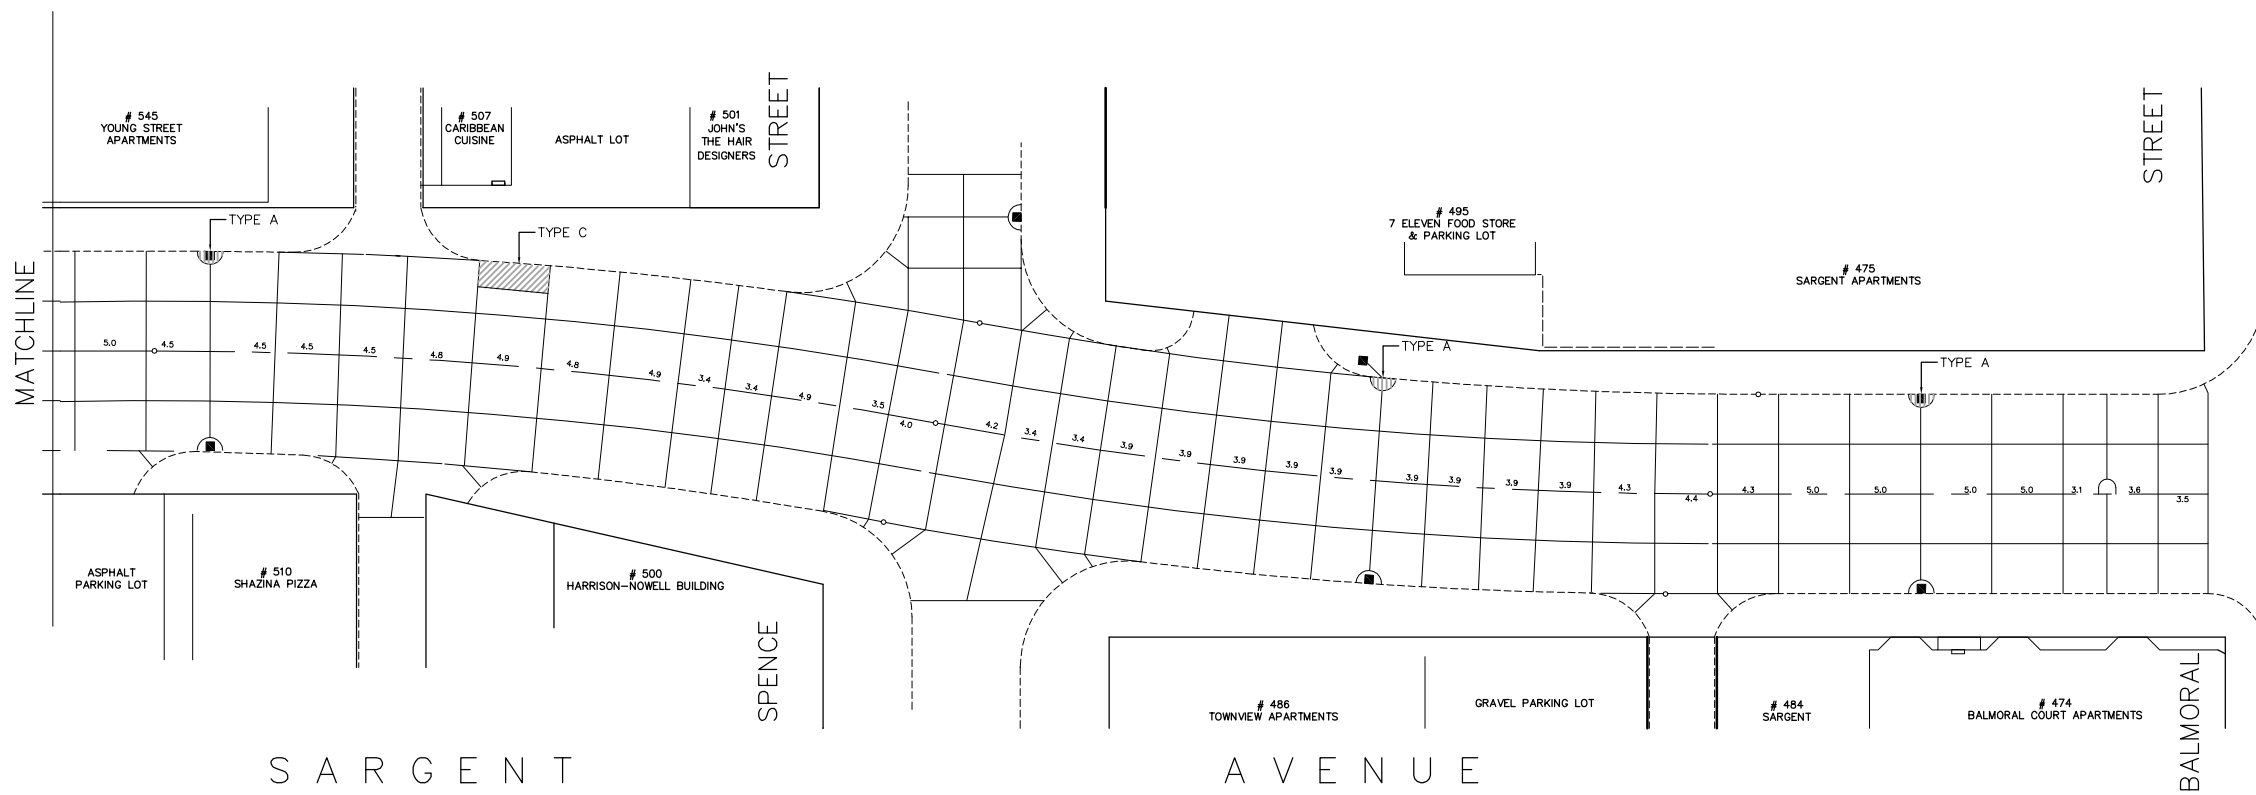 # 545
YOUNG STREET
APARTMENTS
# 507
CARIBBEAN
CUISINE
ASPHALT LOT
# 501
JOHN'S
THE HAIR
DESIGNERS
STREET
STREET
TYPE A
TYPE C
# 495
7 ELEVEN FOOD STORE
& PARKING LOT
# 475
SARGENT APARTMENTS
MATCHLINE
TYPE A
TYPE A
5.0
4.5
4.5
4.5
4.5
4.8
4.9
4.8
4.9
3.4
3.4
4.9
3.5
4.0
4.2
3.4
3.4
3.9
3.9
3.9
3.9
3.9
3.9
3.9
3.9
3.9
4.3
4.4
4.3
5.0
5.0
5.0
5.0
3.1
3.6
3.5
ASPHALT
PARKING LOT
# 510
SHAZINA PIZZA
# 500
HARRISON-NOWELL BUILDING
SPENCE
# 486
TOWNVIEW APARTMENTS
GRAVEL PARKING LOT
# 484
SARGENT
# 474
BALMORAL COURT APARTMENTS
BALMORAL
SARGENT AVENUE